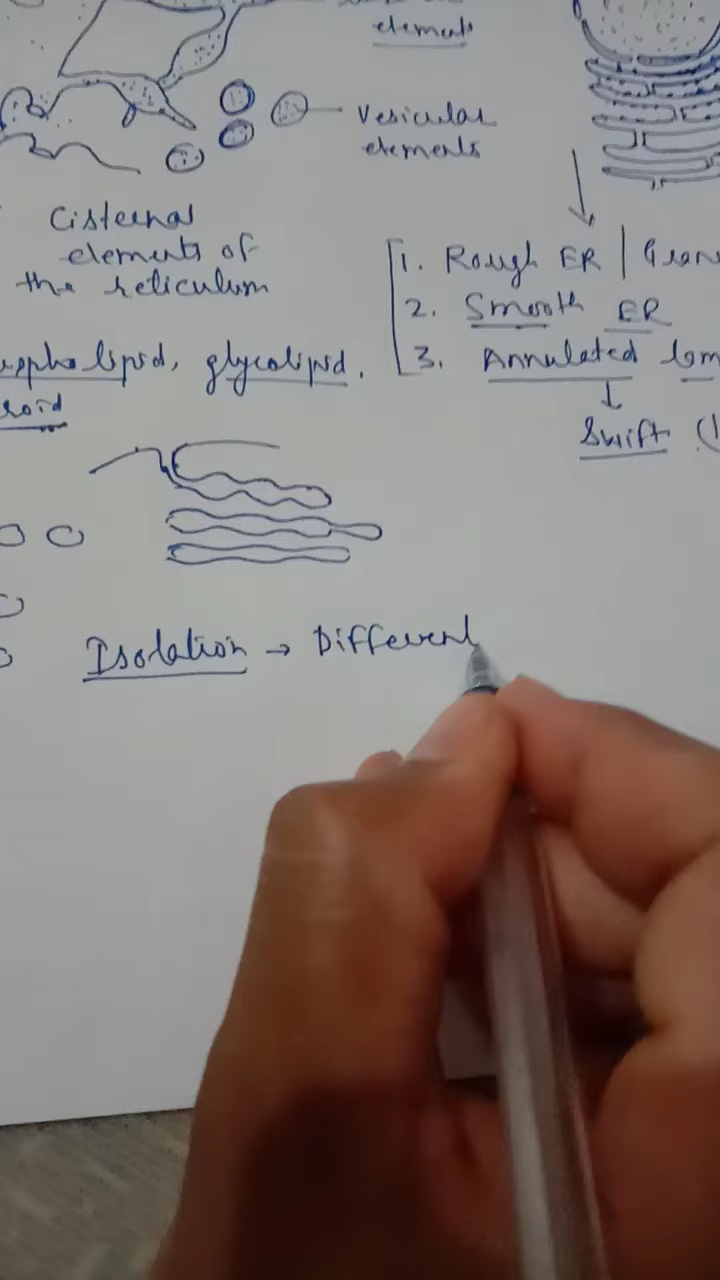 elements
Vesicular
elements
Cisternal
elements of
the reticulum
1. Rough ER |
2. Smooth ER
3. Annulated
lipid, glycolipid.
Swift (
Isolation → Different